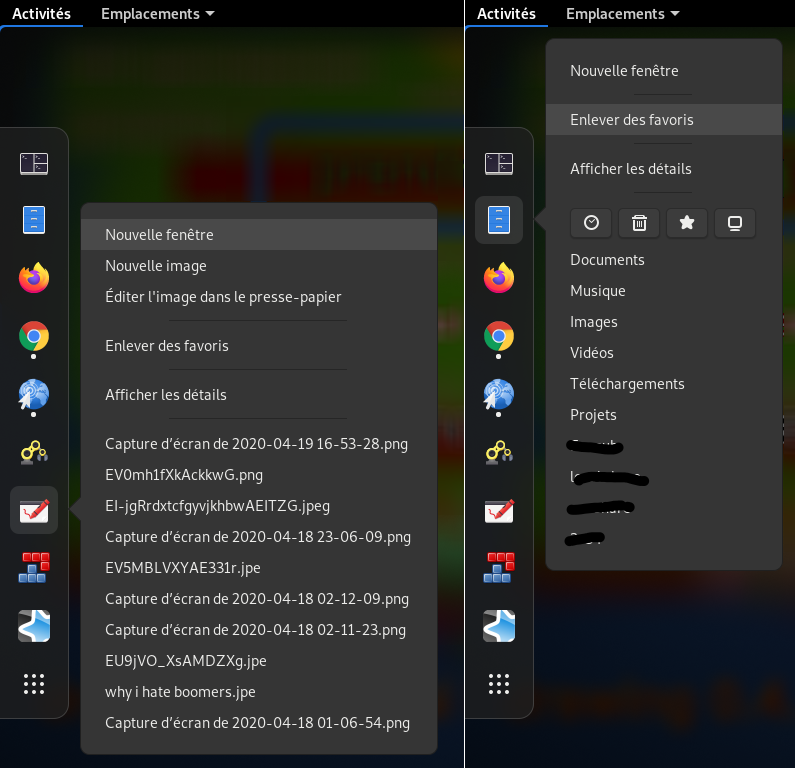 Activités Emplacements
Nouvelle fenêtre
Nouvelle image
Éditer l'image dans le presse-papier
Enlever des favoris
Afficher les détails
Capture d’écran de 2020-04-19 16-53-28.png
EV0mh1fXkAckkwG.png
EI-jgRrdxtcfgyvjkhbwAEITZG.jpeg
Capture d’écran de 2020-04-18 23-06-09.png
EV5MBLVXYAE331r.jpe
Capture d’écran de 2020-04-18 02-12-09.png
Capture d’écran de 2020-04-18 02-11-23.png
EU9jVO_XsAMDZXg.jpe
why i hate boomers.jpe
Capture d’écran de 2020-04-18 01-06-54.png
Activités Emplacements
Nouvelle fenêtre
Enlever des favoris
Afficher les détails
Documents
Musique
Images
Vidéos
Téléchargements
Projets